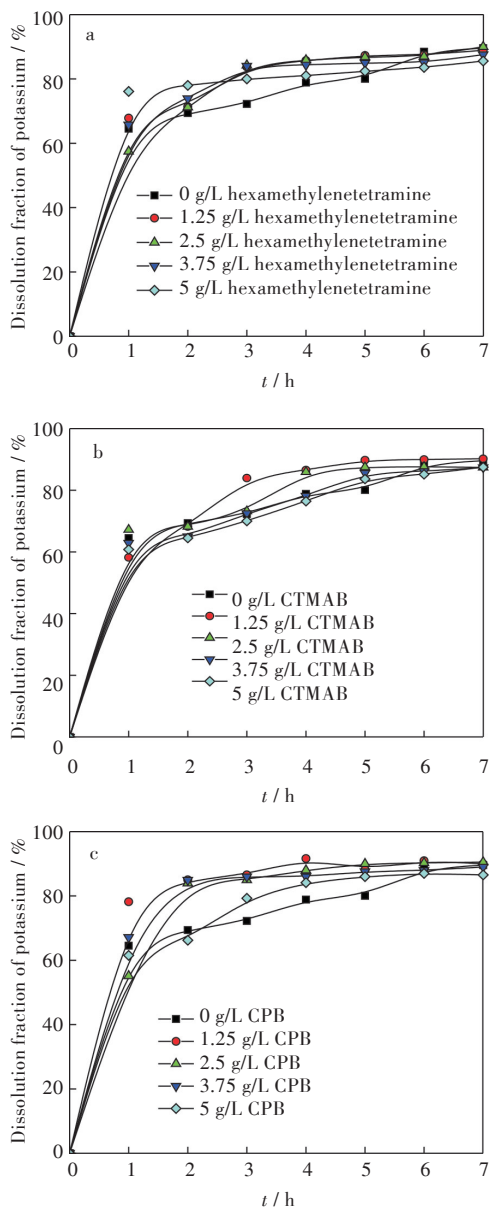 Dissolution fraction of potassium / %
a
100
80
60
40
20
0
0 g/L hexamethylenetetramine
1.25 g/L hexamethylenetetramine
2.5 g/L hexamethylenetetramine
3.75 g/L hexamethylenetetramine
5 g/L hexamethylenetetramine
0 1 2 3 4 5 6 7
t / h
Dissolution fraction of potassium / %
b
100
80
60
40
20
0
0 g/L CTMAB
1.25 g/L CTMAB
2.5 g/L CTMAB
3.75 g/L CTMAB
5 g/L CTMAB
0 1 2 3 4 5 6 7
t / h
Dissolution fraction of potassium / %
c
100
80
60
40
20
0
0 g/L CPB
1.25 g/L CPB
2.5 g/L CPB
3.75 g/L CPB
5 g/L CPB
0 1 2 3 4 5 6 7
t / h